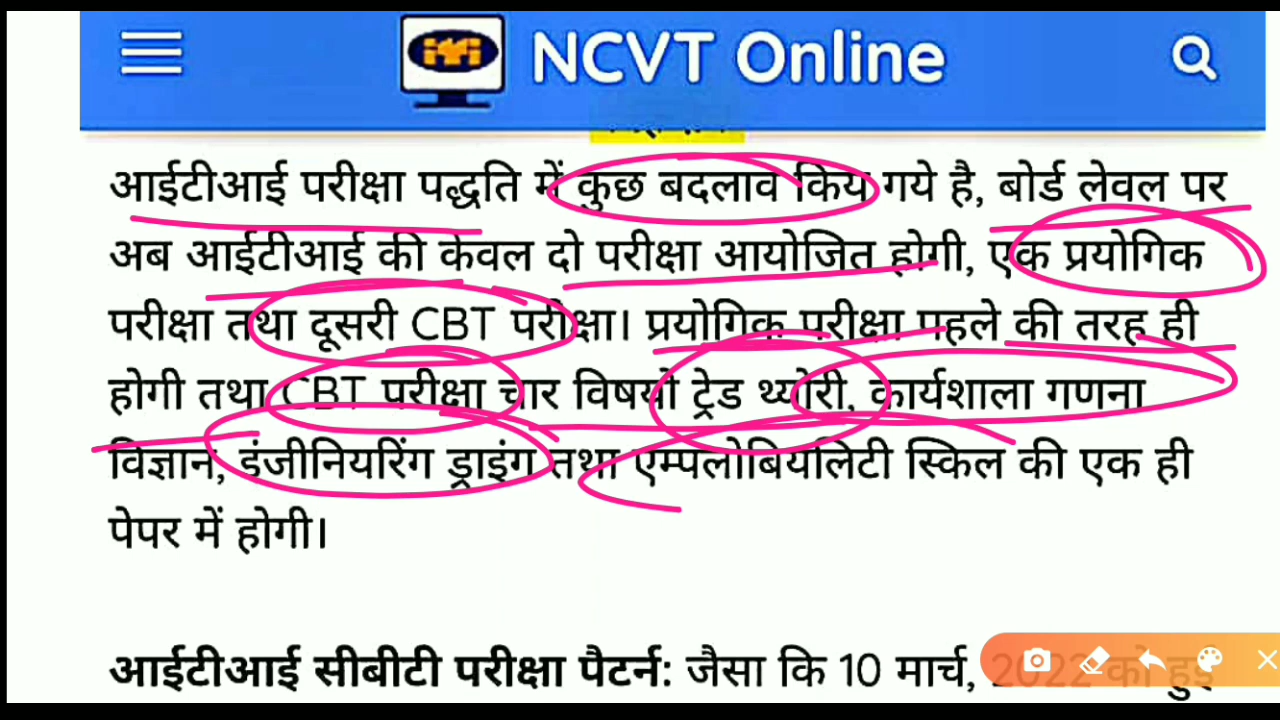 iти
NCVT Online
आईटीआई परीक्षा पद्धति में कुछ बदलाव किये गये है, बोर्ड लेवल पर
अब आईटीआई की केवल दो परीक्षा आयोजित होगी, एक प्रयोगिक
परीक्षा तथा दूसरी CBT परीक्षा। प्रयोगिक परीक्षा पहले की तरह ही
होगी तथा CBT परीक्षा चार विषयो ट्रेड थ्योरी, कार्यशाला गणना
विज्ञान, इंजीनियरिंग ड्राइंग तथा एम्पलोबियलिटी स्किल की एक ही
पेपर में होगी।
आईटीआई सीबीटी परीक्षा पैटर्न: जैसा कि 10 मार्च, 2022 को हुए